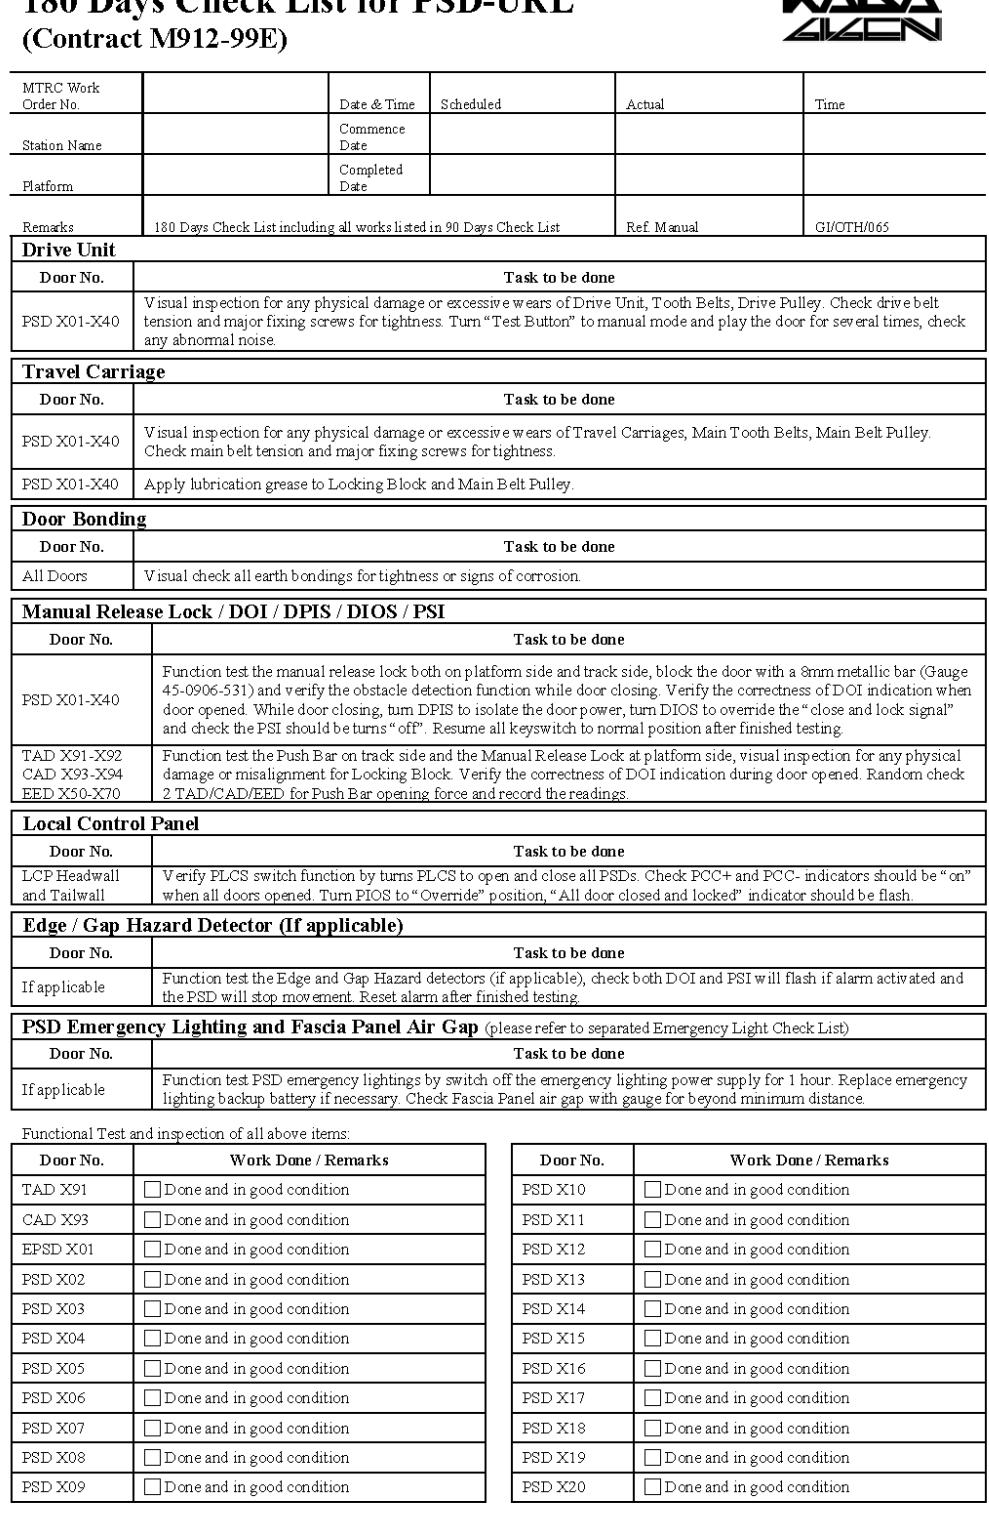 180 Days Check List for PSD-URL
(Contract M912-99E)
KABA
GILGEN
MTRC Work
Order No.
Date & Time
Scheduled
Actual
Time
Station Name
Commence
Date
Platform
Completed
Date
Remarks
180 Days Check List including all works listed in 90 Days Check List
Ref. Manual
GI/OTH/065
Drive Unit
Door No.
Task to be done
PSD X01-X40
Visual inspection for any physical damage or excessive wears of Drive Unit, Tooth Belts, Drive Pulley. Check drive belt
tension and major fixing screws for tightness. Turn “Test Button” to manual mode and play the door for several times, check
any abnormal noise.
Travel Carriage
Door No.
Task to be done
PSD X01-X40
Visual inspection for any physical damage or excessive wears of Travel Carriages, Main Tooth Belts, Main Belt Pulley.
Check main belt tension and major fixing screws for tightness.
PSD X01-X40
Apply lubrication grease to Locking Block and Main Belt Pulley.
Door Bonding
Door No.
Task to be done
All Doors
Visual check all earth bondings for tightness or signs of corrosion.
Manual Release Lock / DOI / DPIS / DIOS / PSI
Door No.
Task to be done
PSD X01-X40
Function test the manual release lock both on platform side and track side, block the door with a 8mm metallic bar (Gauge
45-0906-531) and verify the obstacle detection function while door closing. Verify the correctness of DOI indication when
door opened. While door closing, turn DPIS to isolate the door power, turn DIOS to override the “close and lock signal”
and check the PSI should be turns “off”. Resume all keyswitch to normal position after finished testing.
TAD X91-X92
CAD X93-X94
EED X50-X70
Function test the Push Bar on track side and the Manual Release Lock at platform side, visual inspection for any physical
damage or misalignment for Locking Block. Verify the correctness of DOI indication during door opened. Random check
2 TAD/CAD/EED for Push Bar opening force and record the readings.
Local Control Panel
Door No.
Task to be done
LCP Headwall
and Tailwall
Verify PLCS switch function by turns PLCS to open and close all PSDs. Check PCC+ and PCC- indicators should be “on”
when all doors opened. Turn PIOS to “Override” position, “All door closed and locked” indicator should be flash.
Edge / Gap Hazard Detector (If applicable)
Door No.
Task to be done
If applicable
Function test the Edge and Gap Hazard detectors (if applicable), check both DOI and PSI will flash if alarm activated and
the PSD will stop movement. Reset alarm after finished testing.
PSD Emergency Lighting and Fascia Panel Air Gap (please refer to separated Emergency Light Check List)
Door No.
Task to be done
If applicable
Function test PSD emergency lightings by switch off the emergency lighting power supply for 1 hour. Replace emergency
lighting backup battery if necessary. Check Fascia Panel air gap with gauge for beyond minimum distance.
Functional Test and inspection of all above items:
Door No.
Work Done / Remarks
TAD X91
Done and in good condition
CAD X93
Done and in good condition
EPSD X01
Done and in good condition
PSD X02
Done and in good condition
PSD X03
Done and in good condition
PSD X04
Done and in good condition
PSD X05
Done and in good condition
PSD X06
Done and in good condition
PSD X07
Done and in good condition
PSD X08
Done and in good condition
PSD X09
Done and in good condition
Door No.
Work Done / Remarks
PSD X10
Done and in good condition
PSD X11
Done and in good condition
PSD X12
Done and in good condition
PSD X13
Done and in good condition
PSD X14
Done and in good condition
PSD X15
Done and in good condition
PSD X16
Done and in good condition
PSD X17
Done and in good condition
PSD X18
Done and in good condition
PSD X19
Done and in good condition
PSD X20
Done and in good condition